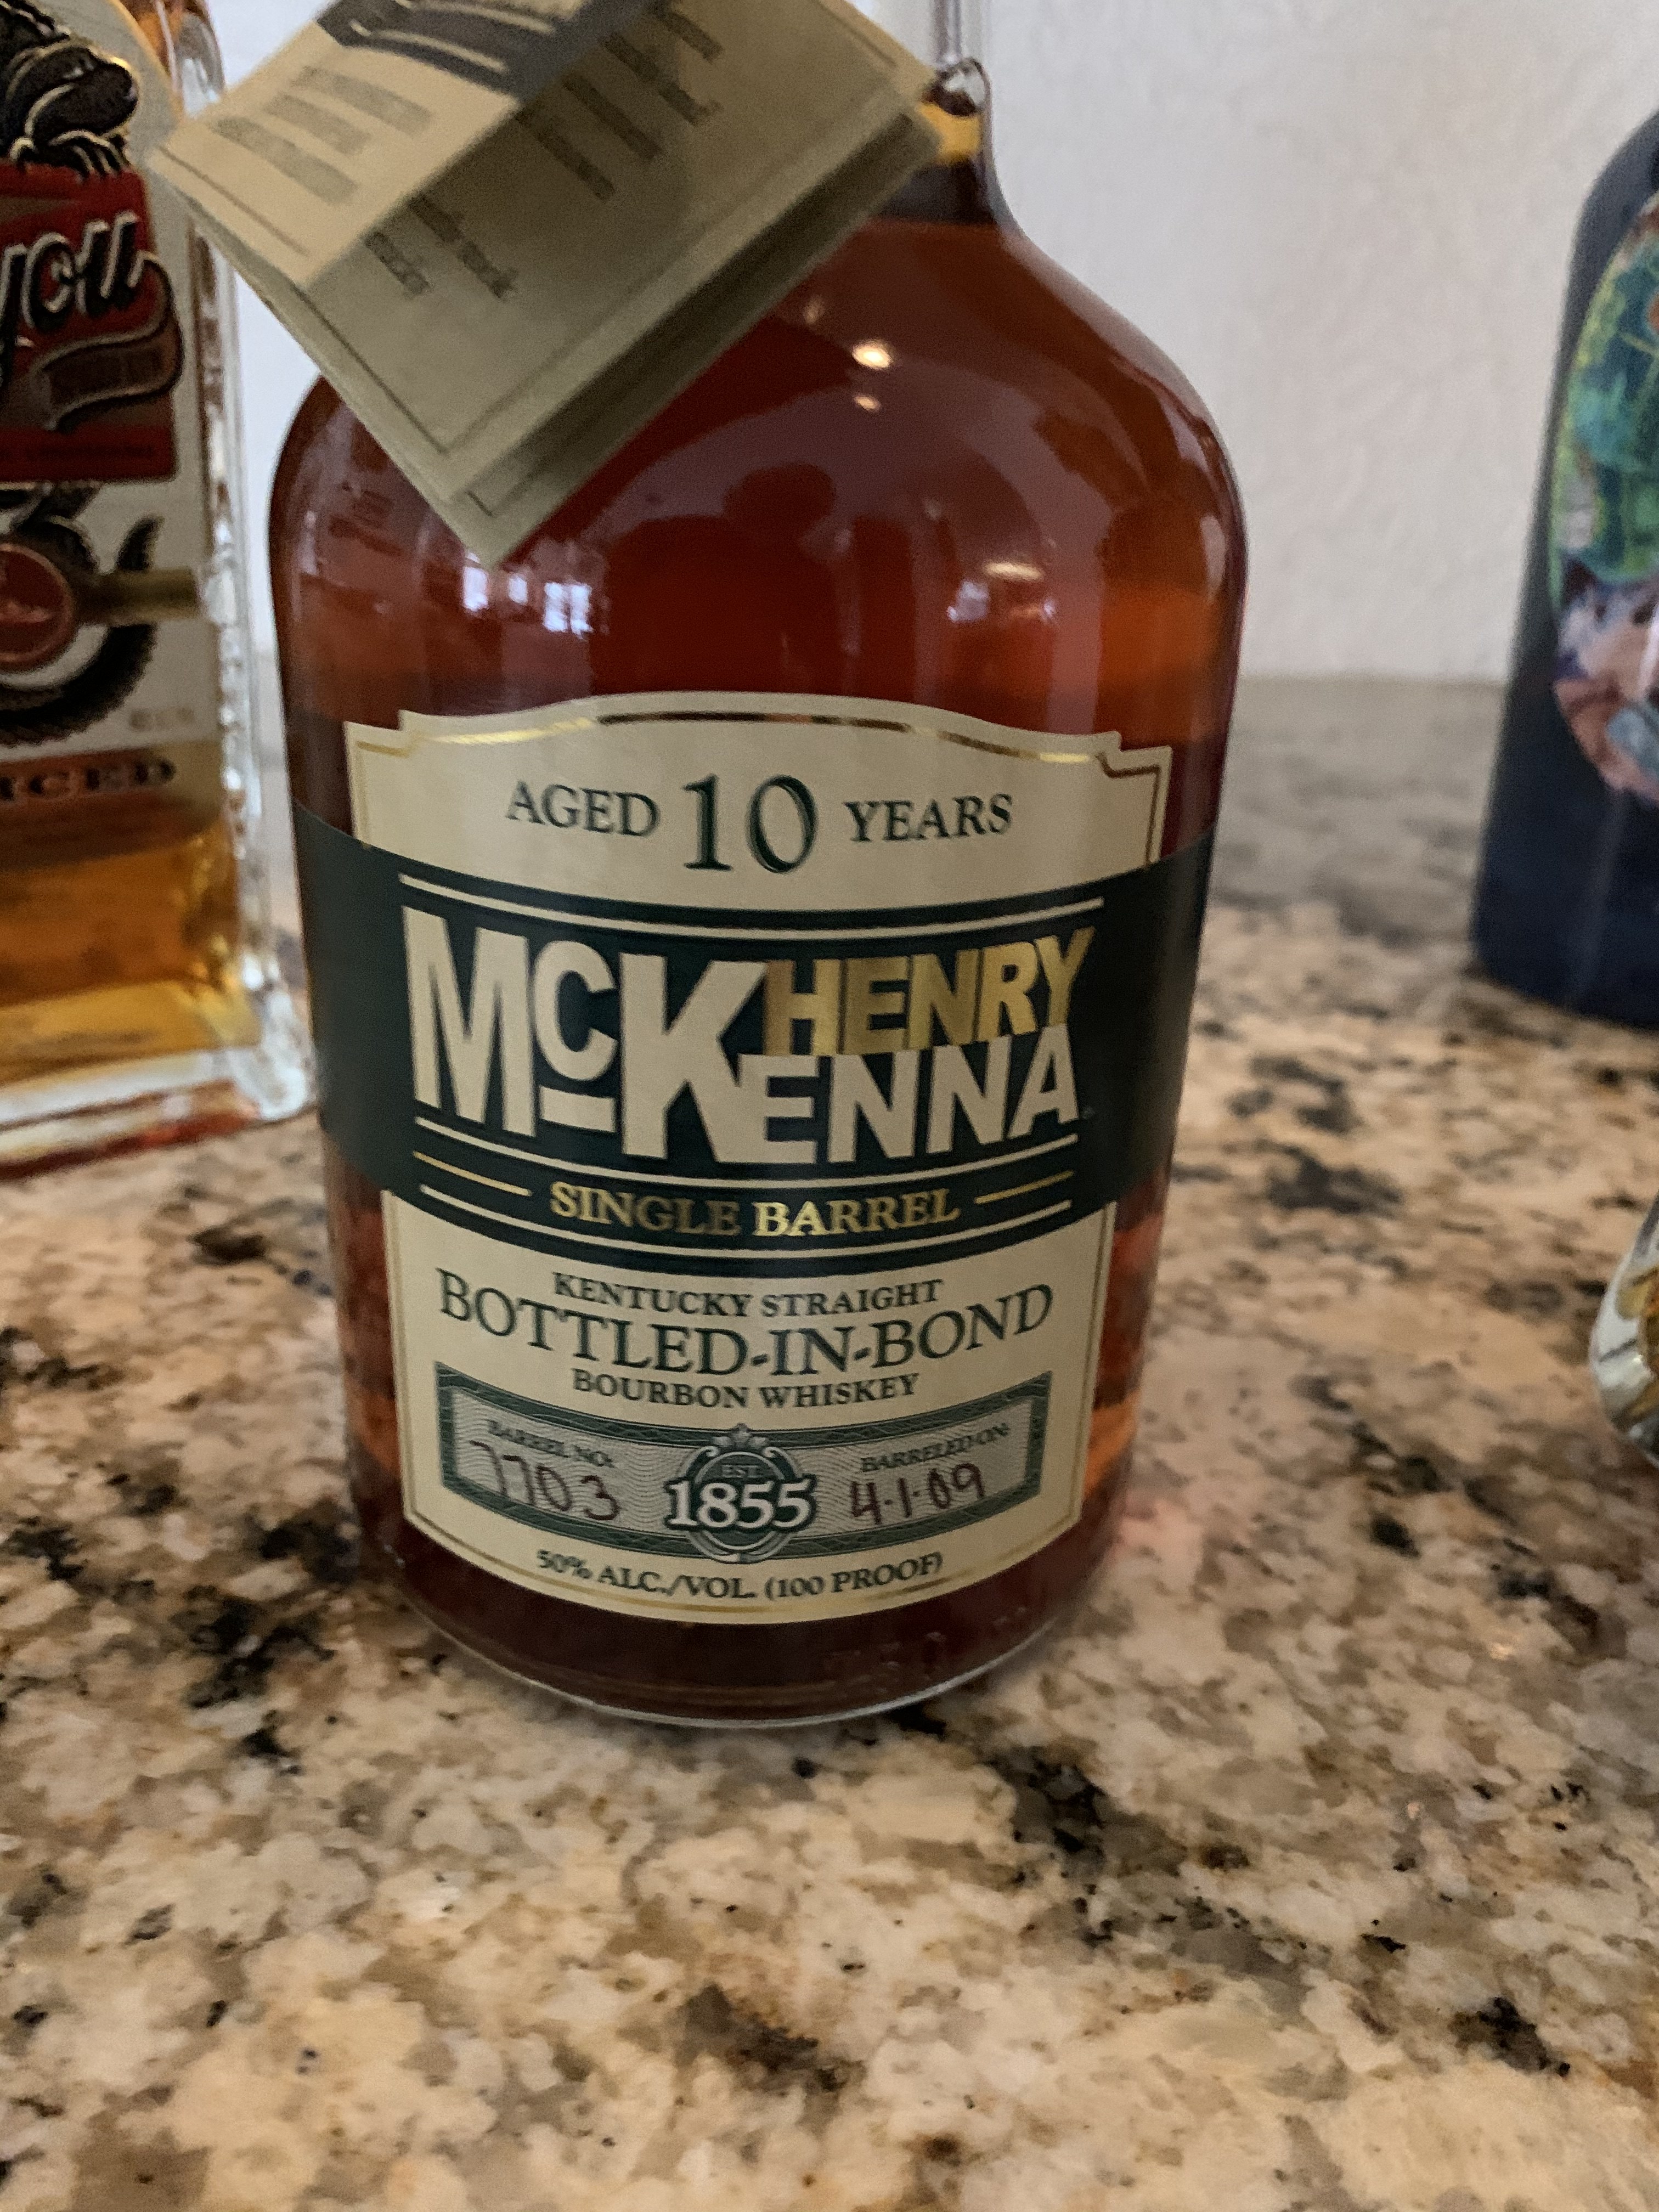 you
AGED 10 YEARS
McKENNA
HENRY
SINGLE BARREL
KENTUCKY STRAIGHT
BOTTLED-IN-BOND
BOURBON WHISKEY
BARREL NO:
7703
EST.
1855
BARRELED ON:
4·1·09
50% ALC./VOL. (100 PROOF)